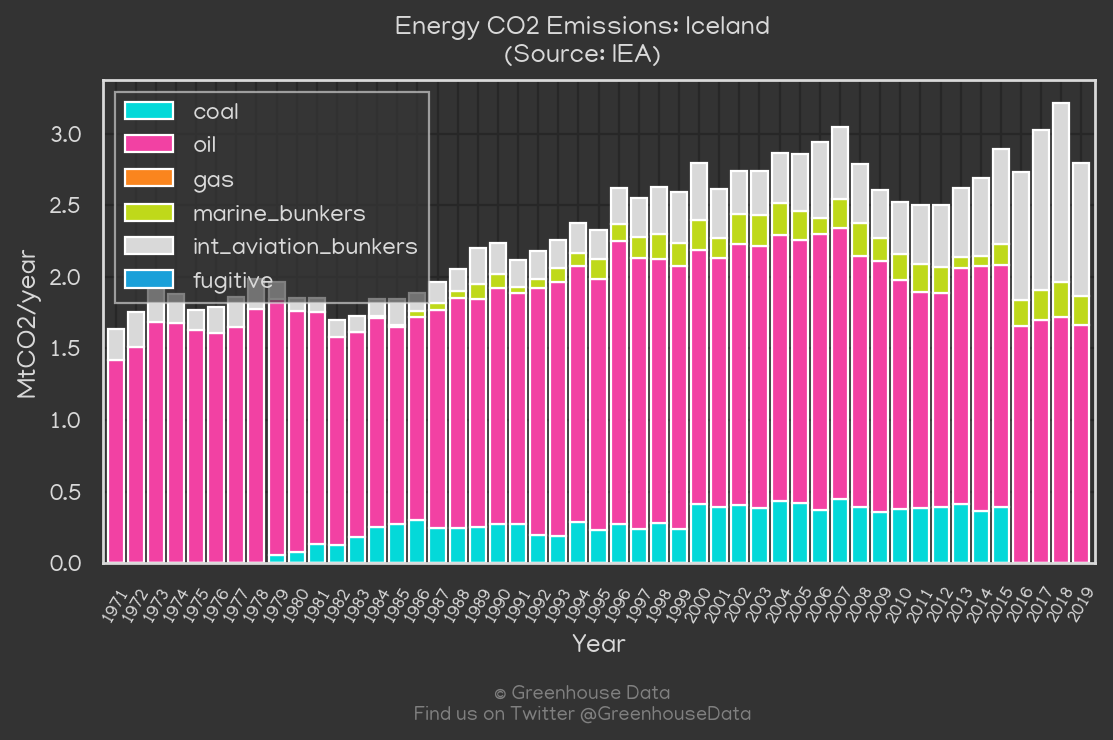 Energy CO2 Emissions: Iceland
(Source: IEA)
coal
oil
gas
marine_bunkers
int_aviation_bunkers
fugitive
MtCO2/year
3.0
2.5
2.0
1.5
1.0
0.5
0.0
1971 1972 1973 1974 1975 1976 1977 1978 1979 1980 1981 1982 1983 1984 1985 1986 1987 1988 1989 1990 1991 1992 1993 1994 1995 1996 1997 1998 1999 2000 2001 2002 2003 2004 2005 2006 2007 2008 2009 2010 2011 2012 2013 2014 2015 2016 2017 2018 2019
Year
© Greenhouse Data
Find us on Twitter @GreenhouseData